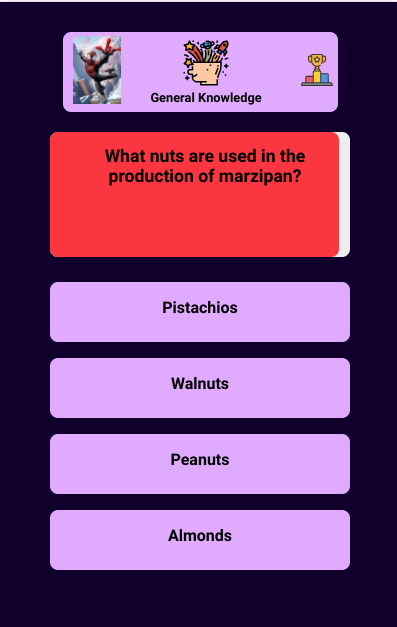 General Knowledge
What nuts are used in the
production of marzipan?
Pistachios
Walnuts
Peanuts
Almonds